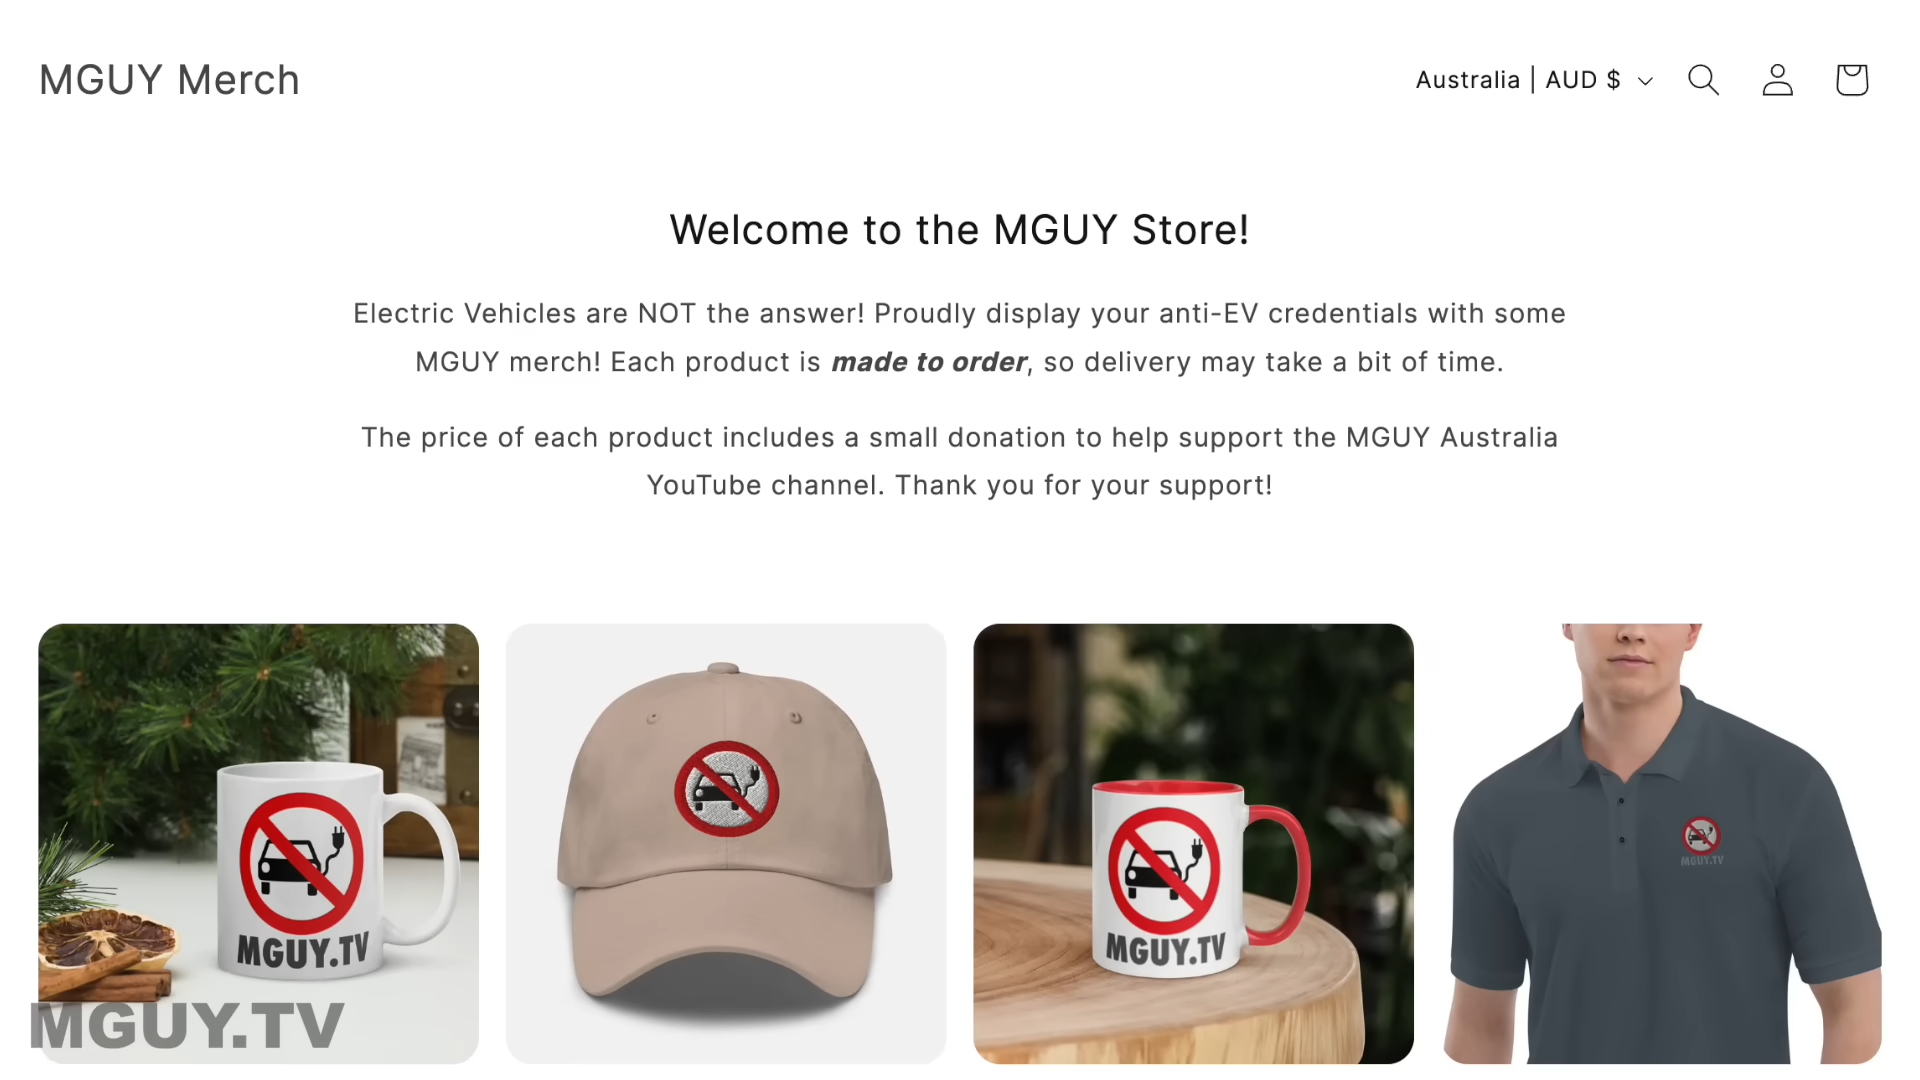 MGUY Merch
Australia | AUD $
Welcome to the MGUY Store!
Electric Vehicles are NOT the answer! Proudly display your anti-EV credentials with some
MGUY merch! Each product is made to order, so delivery may take a bit of time.
The price of each product includes a small donation to help support the MGUY Australia
YouTube channel. Thank you for your support!
MGUY.TV
MGUY.TV
MGUY.TV
MGUY.TV